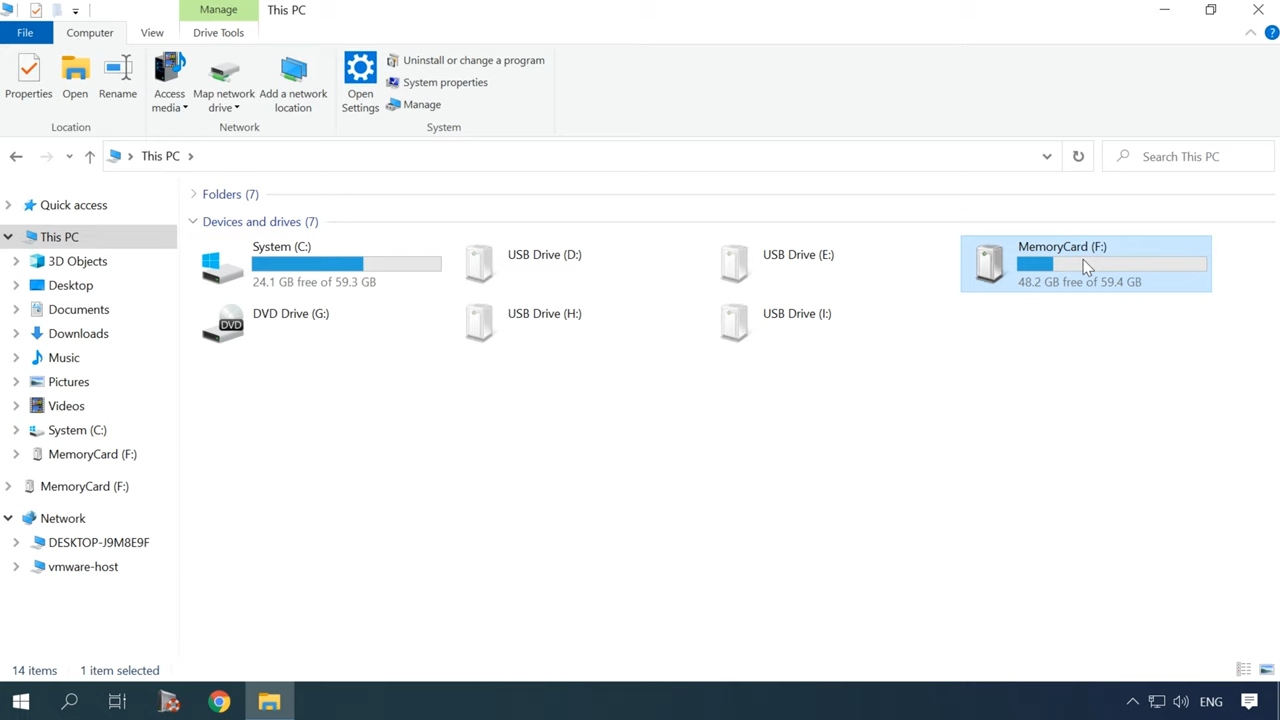 Manage
This PC
File
Computer
View
Drive Tools
Properties
Open
Rename
Location
Access
media
Map network
drive
Add a network
location
Network
Open
Settings
Uninstall or change a program
System properties
Manage
System
This PC
Search This PC
Quick access
This PC
3D Objects
Desktop
Documents
Downloads
Music
Pictures
Videos
System (C:)
MemoryCard (F:)
MemoryCard (F:)
Network
DESKTOP-J9M8E9F
vmware-host
Folders (7)
Devices and drives (7)
System (C:)
24.1 GB free of 59.3 GB
USB Drive (D:)
USB Drive (E:)
MemoryCard (F:)
48.2 GB free of 59.4 GB
DVD
DVD Drive (G:)
USB Drive (H:)
USB Drive (I:)
14 items
1 item selected
ENG